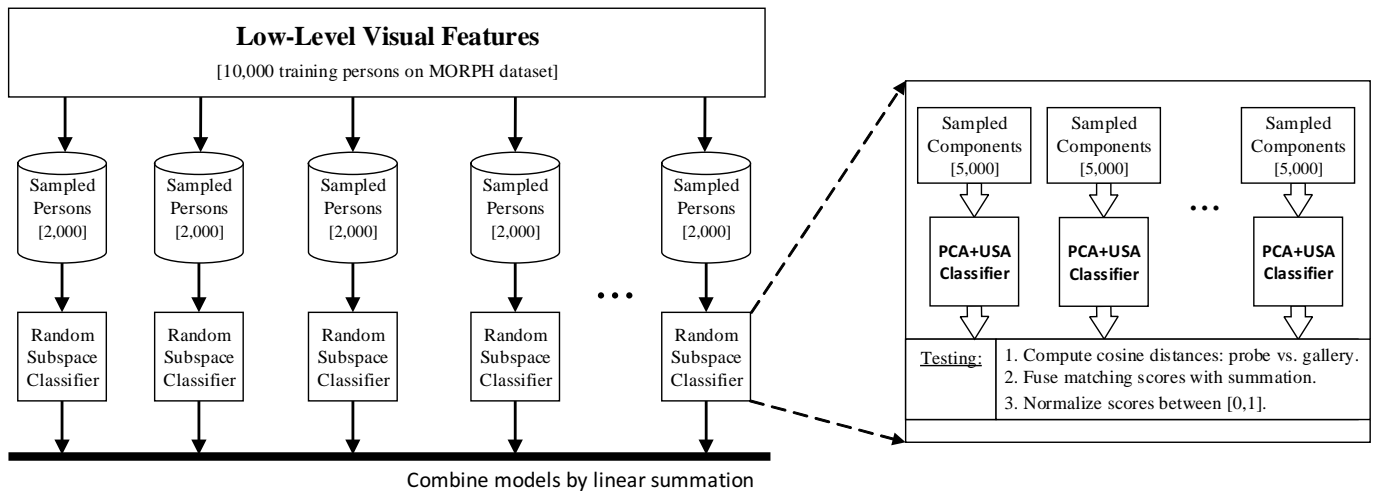 Low-Level Visual Features
[10,000 training persons on MORPH dataset]
Sampled
Persons
[2,000]
Sampled
Persons
[2,000]
Sampled
Persons
[2,000]
Sampled
Persons
[2,000]
Sampled
Persons
[2,000]
...
Random
Subspace
Classifier
Random
Subspace
Classifier
Random
Subspace
Classifier
Random
Subspace
Classifier
Random
Subspace
Classifier
Combine models by linear summation
Sampled
Components
[5,000]
Sampled
Components
[5,000]
Sampled
Components
[5,000]
...
PCA+USA
Classifier
PCA+USA
Classifier
PCA+USA
Classifier
Testing:
1. Compute cosine distances: probe vs. gallery.
2. Fuse matching scores with summation.
3. Normalize scores between [0,1].